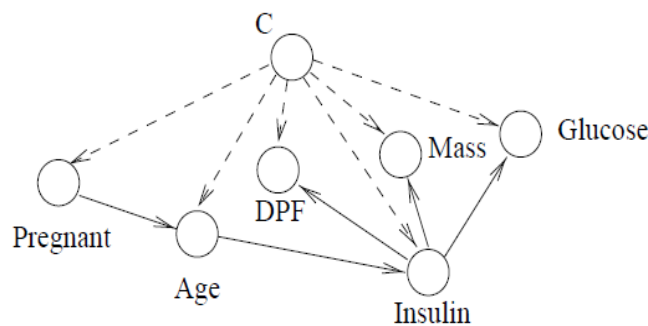 C
Glucose
Mass
DPF
Pregnant
Age
Insulin